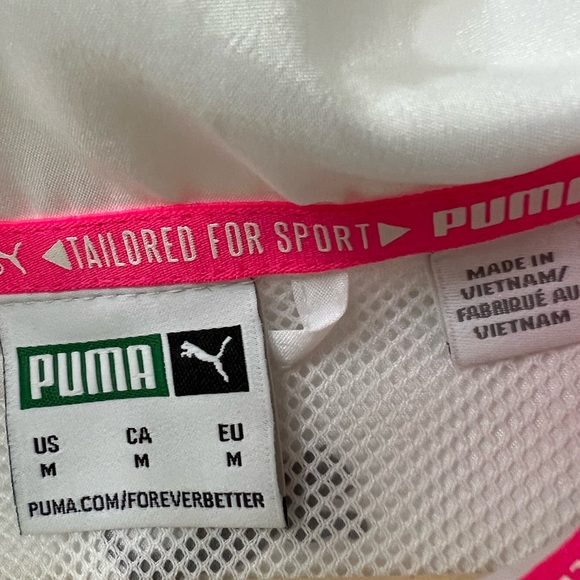 ◀TAILORED FOR SPORT▶ PUMA
MADE IN
VIETNAM/
FABRIQUÉ AU
VIETNAM
PUMA
US CA EU
M M M
PUMA.COM/FOREVERBETTER